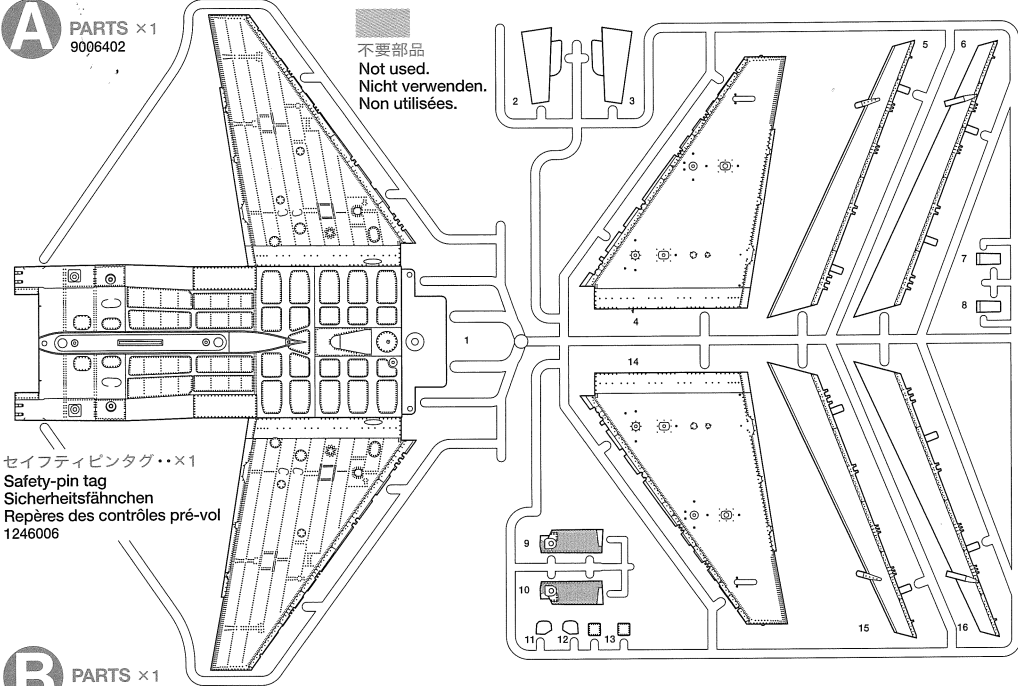 A
PARTS ×1
9006402
不要部品
Not used.
Nicht verwenden.
Non utilisées.
2
3
5
6
7
8
4
1
14
セイフティピンタグ‥×1
Safety-pin tag
Sicherheitsfähnchen
Repères des contrôles pré-vol
1246006
9
10
11
12
13
15
16
B
PARTS ×1